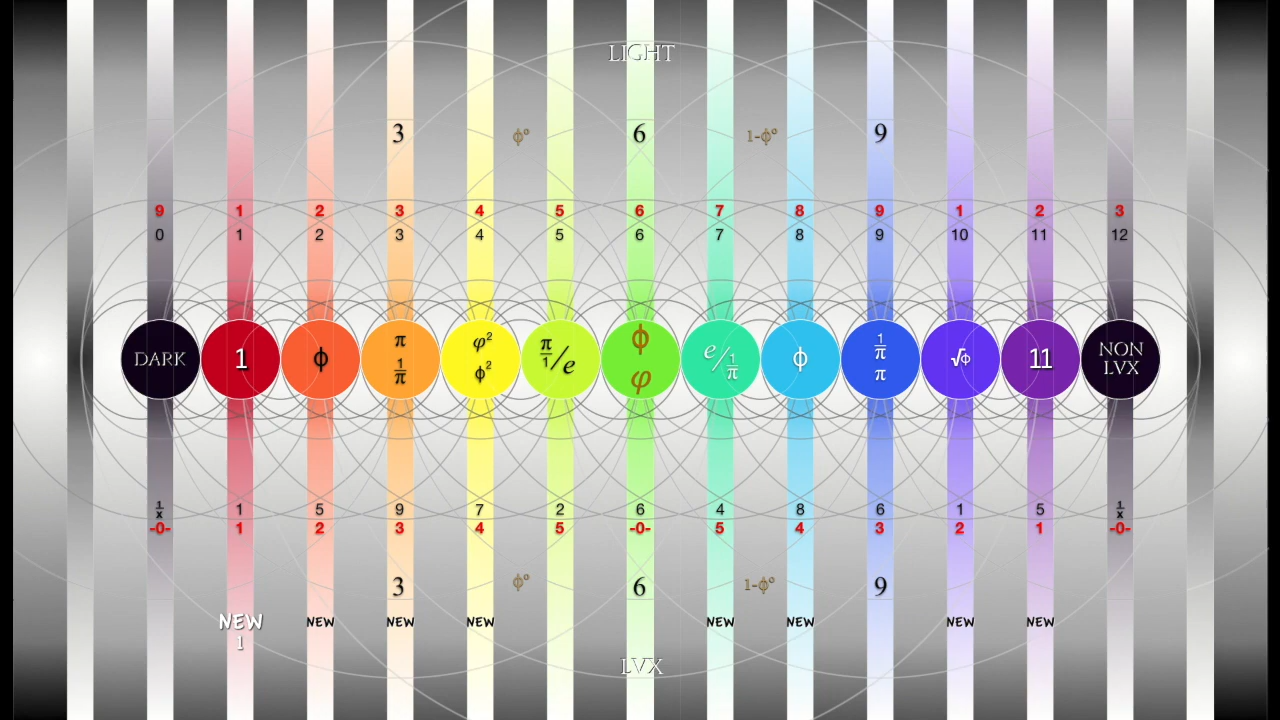 LIGHT
3 ϕ° 6 1-ϕ° 9
9 1 2 3 4 5 6 7 8 9 1 2 3
0 1 2 3 4 5 6 7 8 9 10 11 12
DARK 1 ϕ π 1/π φ² ϕ² π/1/e ϕ φ e/1/π ϕ 1/π π √ϕ 11 NON LVX
1/x 1 5 9 7 2 6 4 8 6 1 5 1/x
-0- 1 2 3 4 5 -0- 5 4 3 2 1 -0-
3 ϕ° 6 1-ϕ° 9
NEW NEW NEW NEW NEW NEW NEW NEW
1
LVX